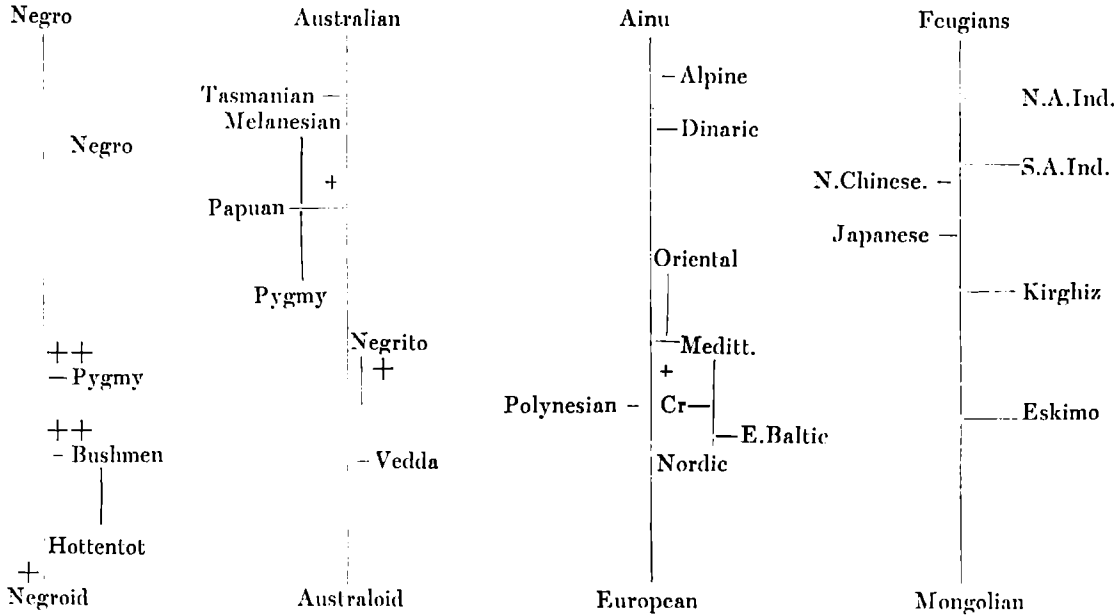 Negro
Australian
Ainu
Feugians
Alpine
Tasmanian
N.A.Ind.
Melanesian
Dinaric
Negro
S.A.Ind.
+
N.Chinese.
Papuan
Japanese
Oriental
Pygmy
Kirghiz
Negrito
Meditt.
++
+
+
Pygmy
Polynesian
Cr
Eskimo
++
E.Baltic
Bushmen
Vedda
Nordic
Hottentot
+
Negroid
Australoid
European
Mongolian